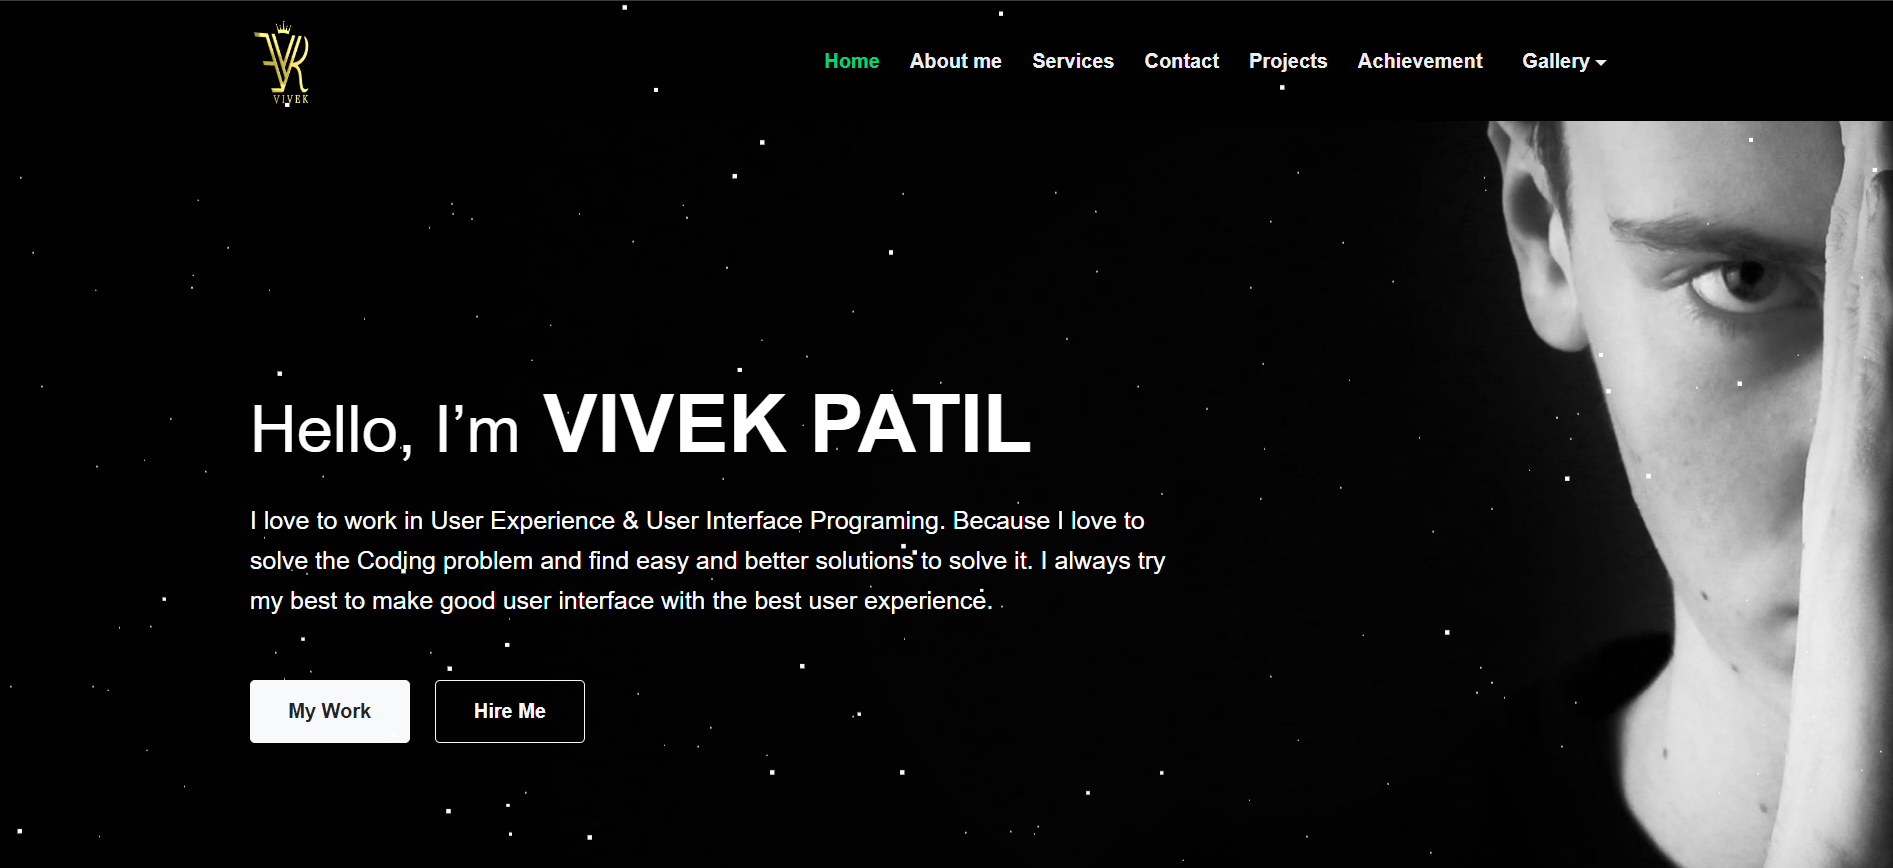 VR
VIVEK
Home About me Services Contact Projects Achievement Gallery
Hello, I’m VIVEK PATIL
I love to work in User Experience & User Interface Programing. Because I love to
solve the Coding problem and find easy and better solutions to solve it. I always try
my best to make good user interface with the best user experience.
My Work Hire Me